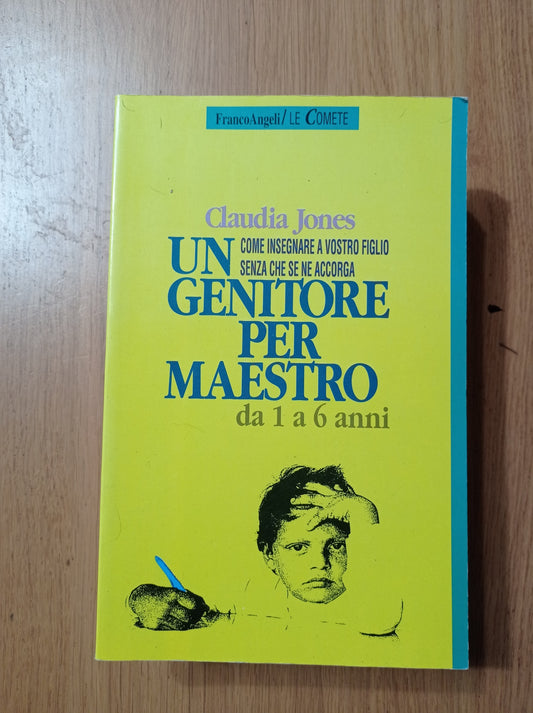 FrancoAngeli/LE COMETE
Claudia Jones
COME INSEGNARE A VOSTRO FIGLIO
SENZA CHE SE NE ACCORGA
UN
GENITORE
PER
MAESTRO
da 1 a 6 anni